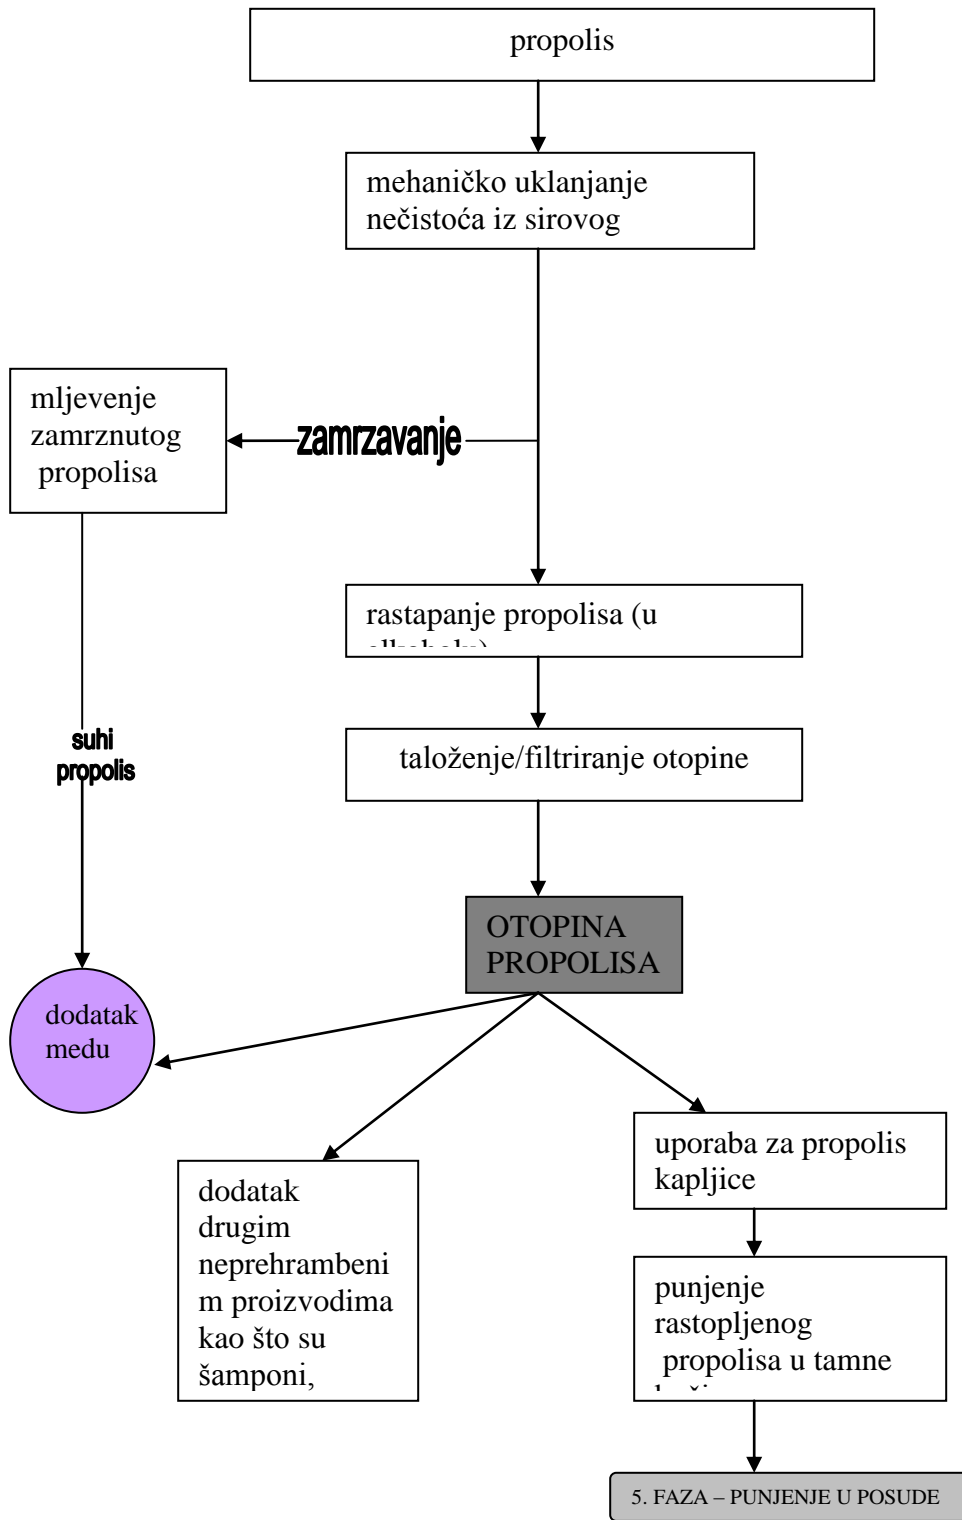 propolis
mehaničko uklanjanje
nečistoća iz sirovog
mljevenje
zamrznutog
propolisa
zamrzavanje
rastapanje propolisa (u
suhi
propolis
taloženje/filtriranje otopine
OTOPINA
PROPOLISA
dodatak
medu
dodatak
drugim
neprehrambeni
m proizvodima
kao što su
šamponi,
uporaba za propolis
kapljice
punjenje
rastopljenog
propolisa u tamne
5. FAZA – PUNJENJE U POSUDE